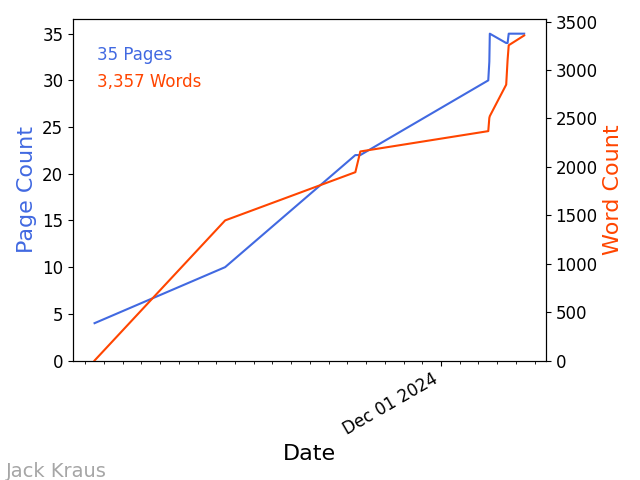 35 Pages
3,357 Words
Page Count
35
30
25
20
15
10
5
0
Word Count
3500
3000
2500
2000
1500
1000
500
0
Dec 01 2024
Date
Jack Kraus